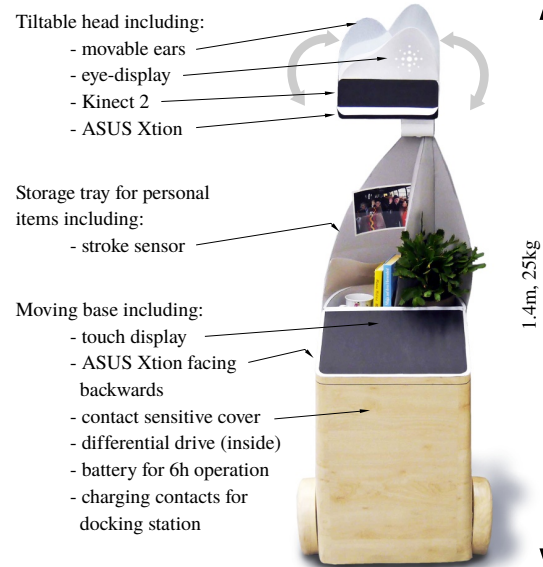 Tiltable head including:
- movable ears
- eye-display
- Kinect 2
- ASUS Xtion
Storage tray for personal
items including:
- stroke sensor
Moving base including:
- touch display
- ASUS Xtion facing
backwards
- contact sensitive cover
- differential drive (inside)
- battery for 6h operation
- charging contacts for
docking station
1.4m, 25kg